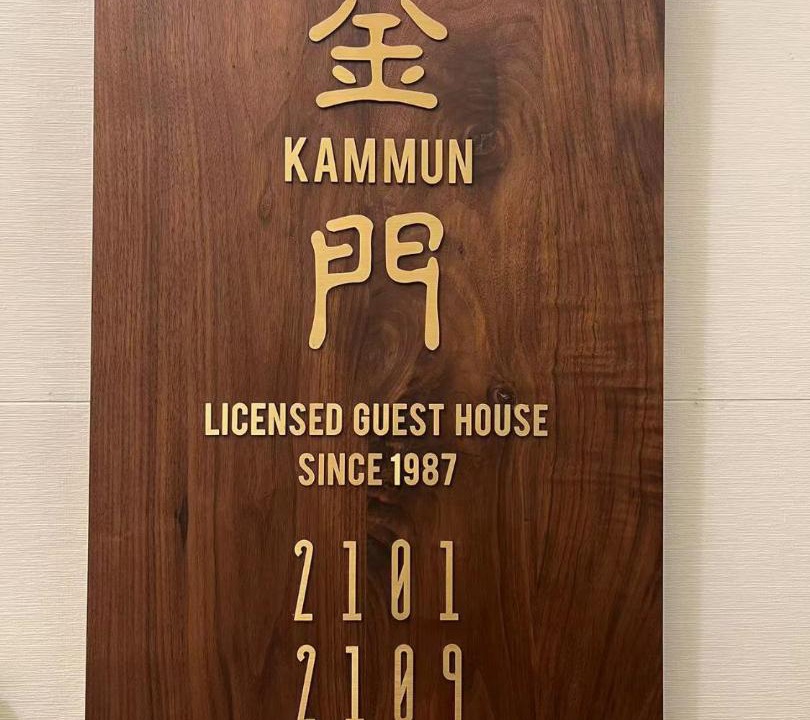 金
KAMMUN
門
LICENSED GUEST HOUSE
SINCE 1987
2101
2109